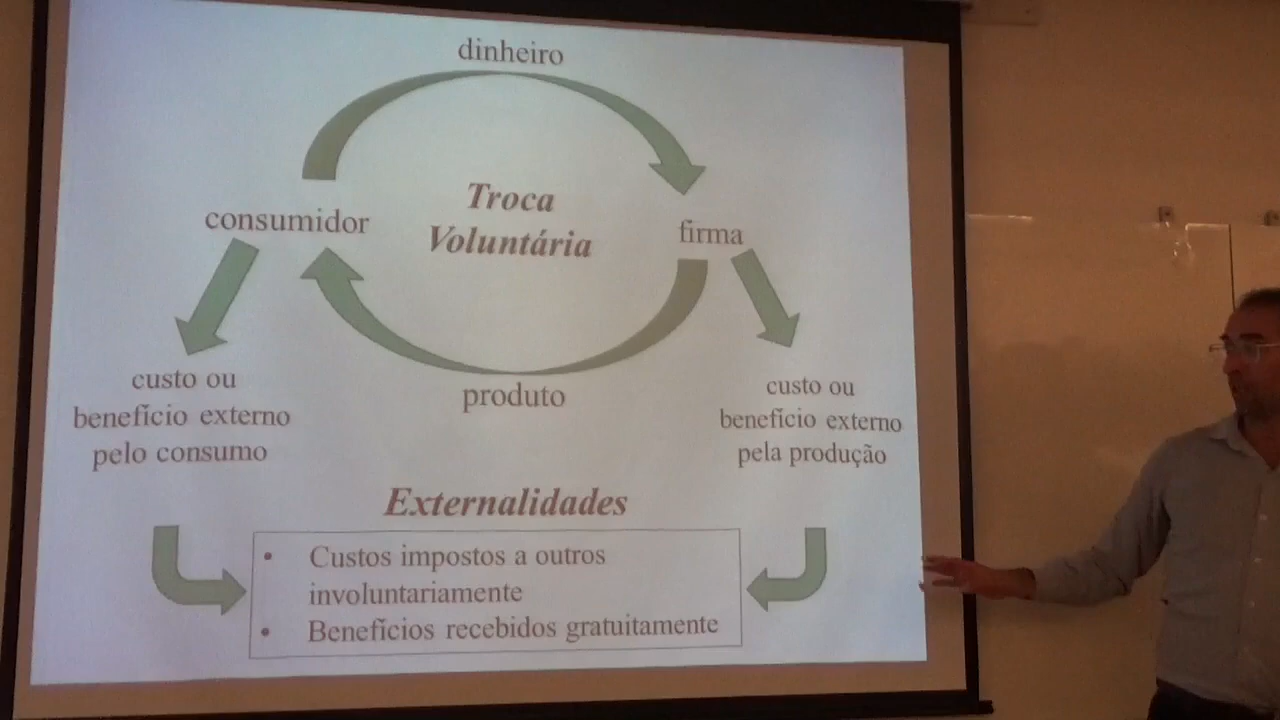 dinheiro
Troca
Voluntária
consumidor
firma
produto
custo ou
benefício externo
pelo consumo
custo ou
benefício externo
pela produção
Externalidades
• Custos impostos a outros
involuntariamente
• Benefícios recebidos gratuitamente